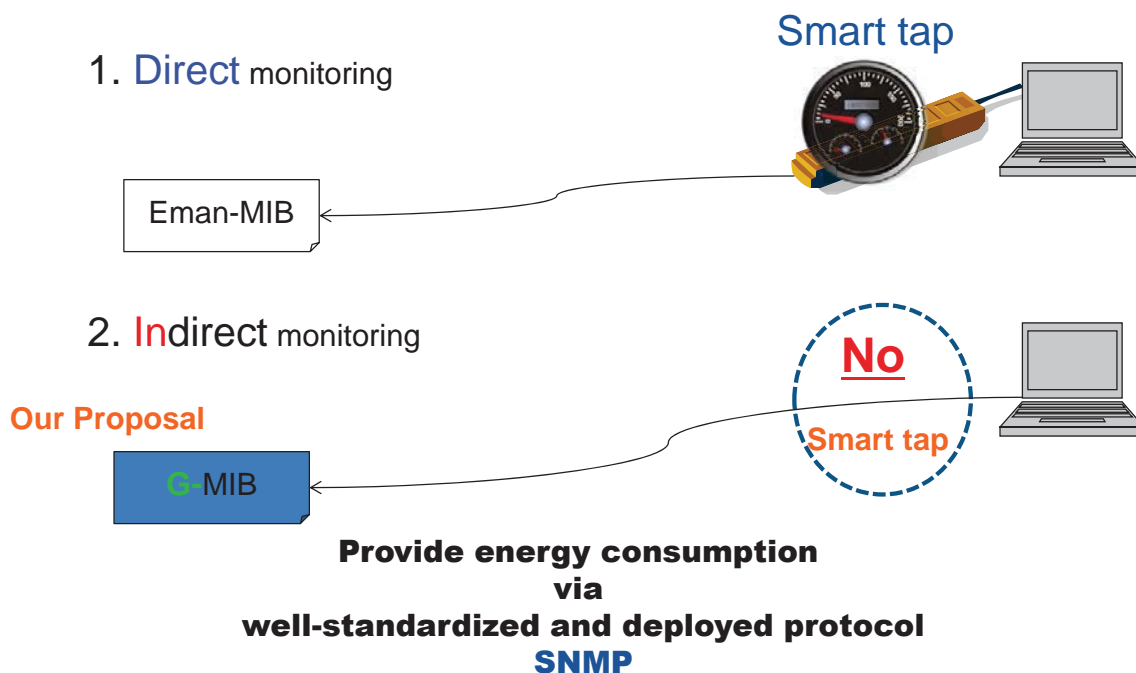 Smart tap
1. Direct monitoring
Eman-MIB
2. Indirect monitoring
No
Smart tap
Our Proposal
G-MIB
Provide energy consumption
via
well-standardized and deployed protocol
SNMP